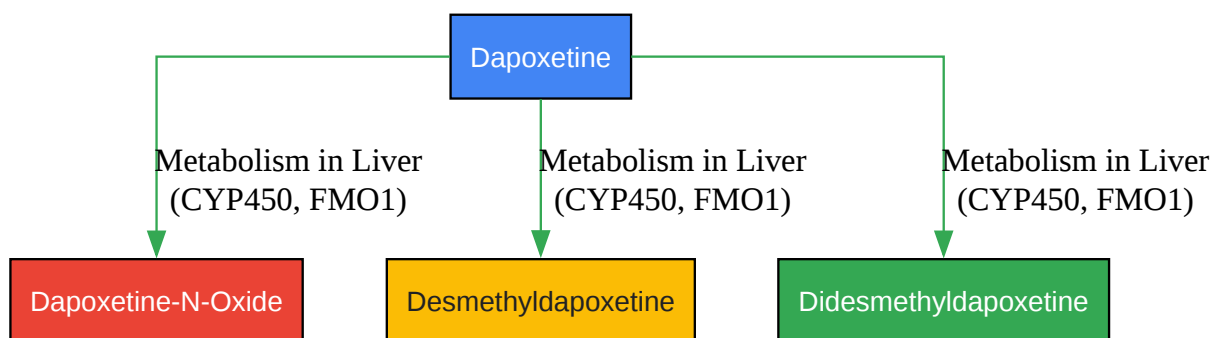 Dapoxetine
Metabolism in Liver
(CYP450, FMO1)
Metabolism in Liver
(CYP450, FMO1)
Metabolism in Liver
(CYP450, FMO1)
Dapoxetine-N-Oxide
Desmethyldapoxetine
Didesmethyldapoxetine